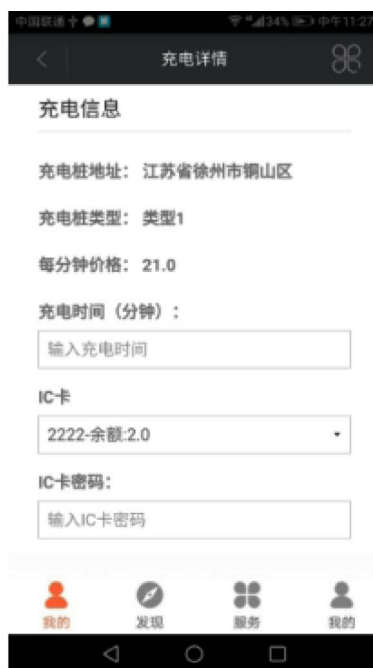 中国联通 34% 中午11:27
充电详情
充电信息
充电桩地址： 江苏省徐州市铜山区
充电桩类型： 类型1
每分钟价格： 21.0
充电时间（分钟）：
输入充电时间
IC卡
2222-余额:2.0
IC卡密码：
输入IC卡密码
我的 发现 服务 我的